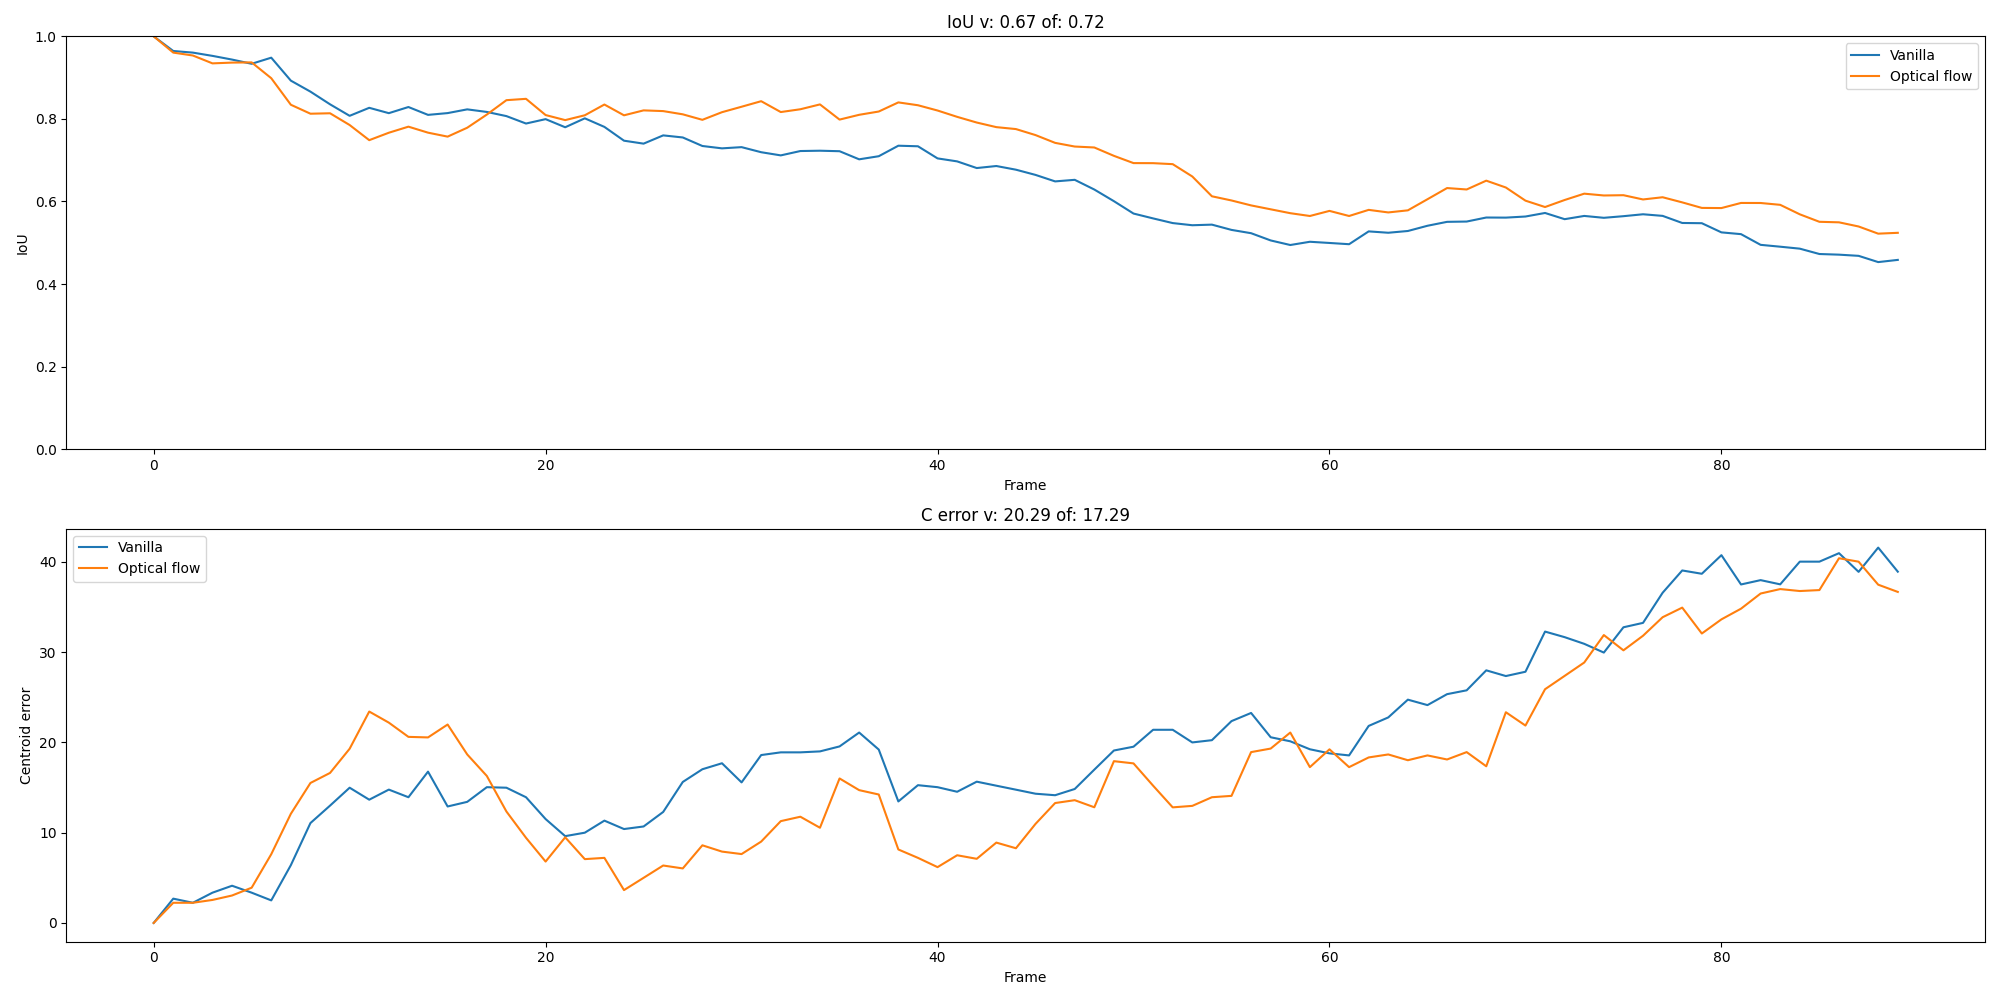 IoU v: 0.67 of: 0.72
1.0
0.8
0.6
0.4
0.2
0.0
IoU
Vanilla
Optical flow
0 20 40 60 80
Frame
C error v: 20.29 of: 17.29
40
30
20
10
0
Centroid error
Vanilla
Optical flow
0 20 40 60 80
Frame